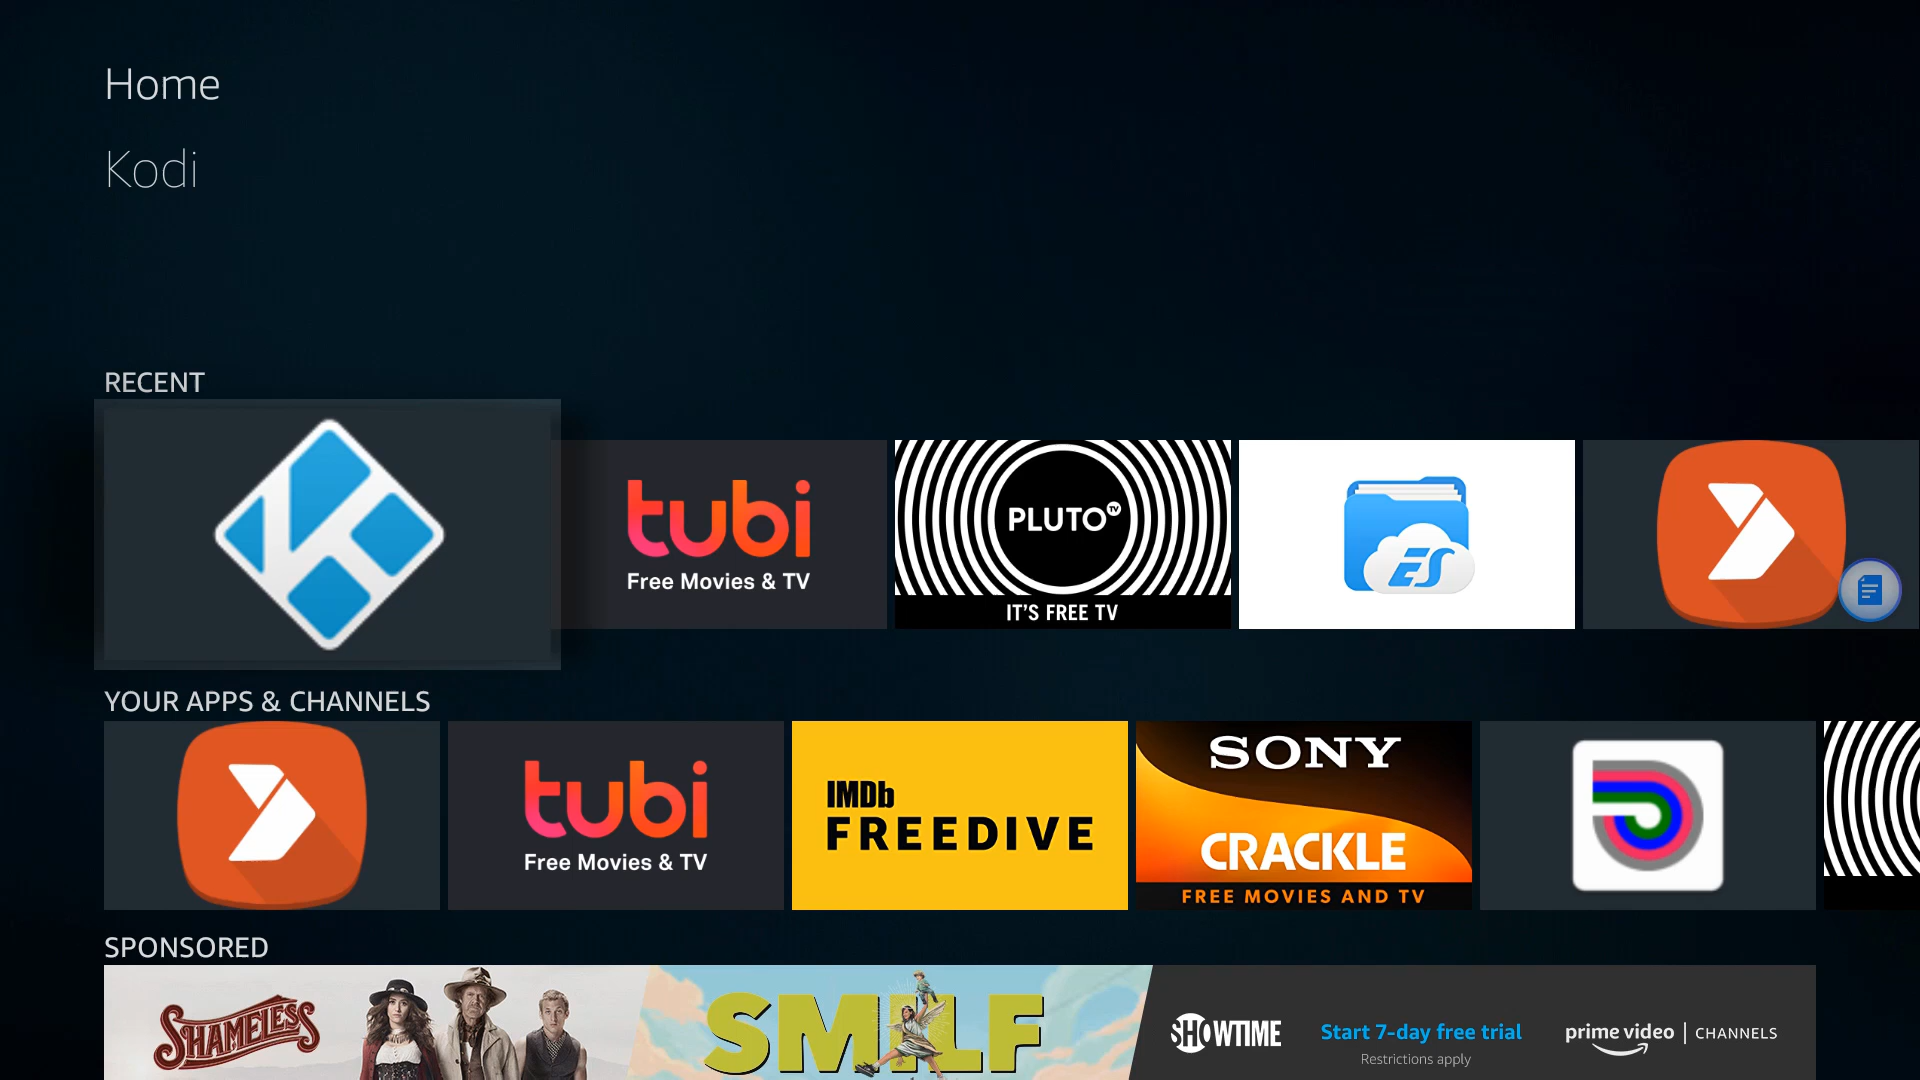 Home
Kodi
RECENT
tubi
Free Movies & TV
PLUTO TV
IT'S FREE TV
ES
YOUR APPS & CHANNELS
tubi
Free Movies & TV
IMDb
FREEDIVE
SONY
CRACKLE
FREE MOVIES AND TV
SPONSORED
SHAMELESS
SMILF
SHOWTIME
Start 7-day free trial
Restrictions apply
prime video | CHANNELS